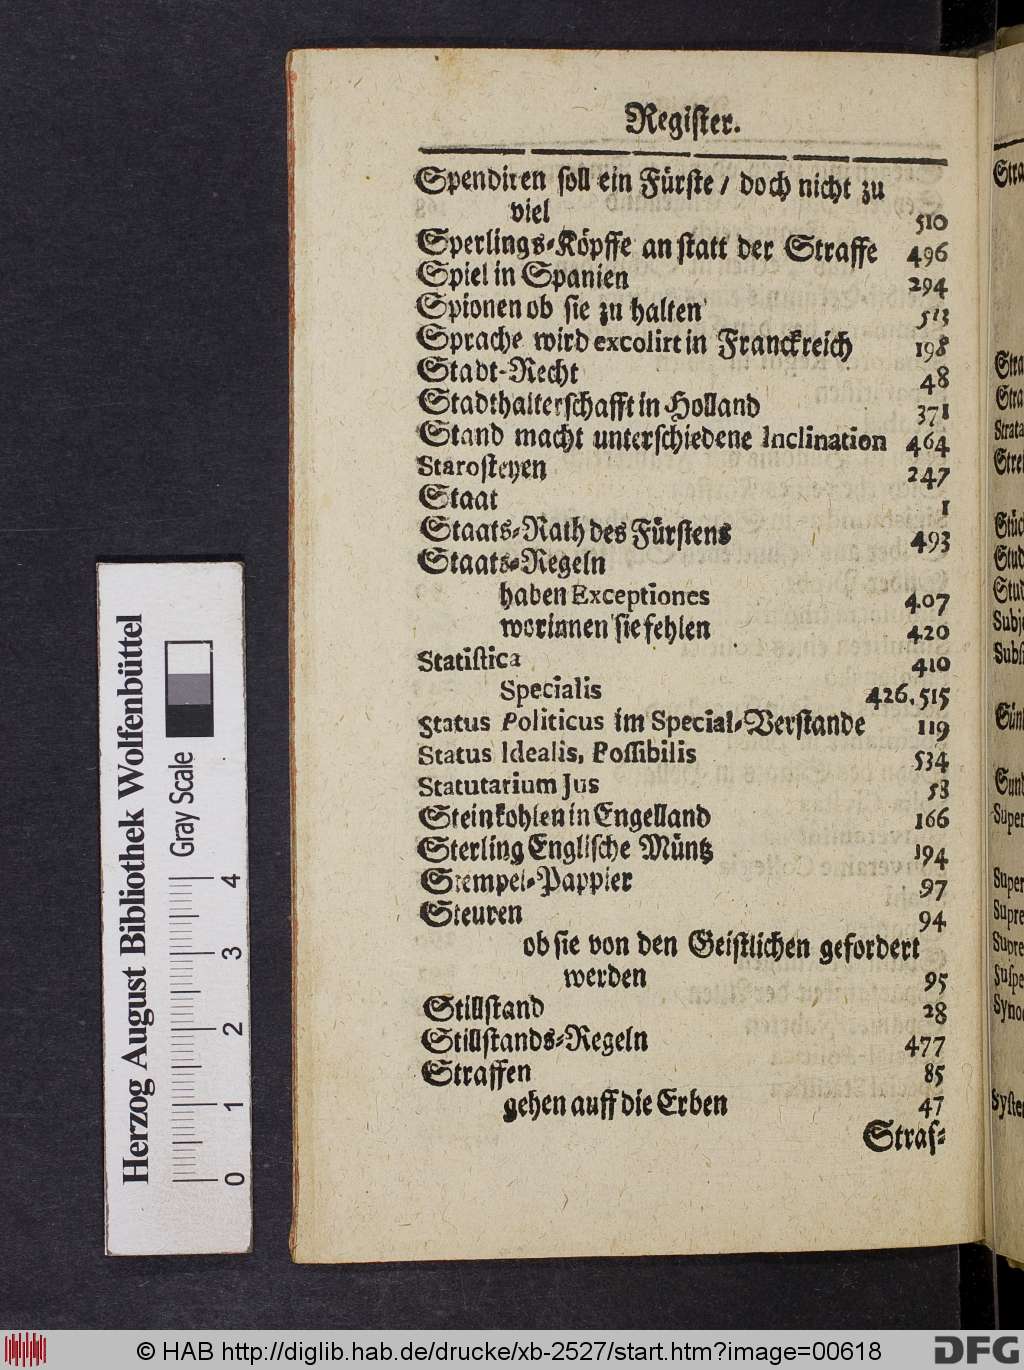 Register.
Spendiren soll ein Fürste / doch nicht zu
viel 510
Sperlings-Köpffe an statt der Straffe 496
Spiel in Spanien 294
Spionen ob sie zu halten 513
Sprache wird excolirt in Franckreich 198
Stadt-Recht 48
Stadthalterschafft in Holland 371
Stand macht unterschiedene Inclination 464
Starosteyen 247
Staat 1
Staats-Rath des Fürstens 493
Staats-Regeln
haben Exceptiones 407
worinnen sie fehlen 420
Statistica 410
Specialis 426. 515
Status Politicus im Special-Verstande 119
Status Idealis, Possibilis 534
Statutarium Jus 58
Steinkohlen in Engelland 166
Sterling Englische Müntz 194
Stempel-Pappier 97
Steuren 94
ob sie von den Geistlichen gefordert
werden 95
Stillstand 28
Stillstands-Regeln 477
Straffen 85
gehen auff die Erben 47
Straf-
Herzog August Bibliothek Wolfenbüttel
Gray Scale
0 1 2 3 4
© HAB http://diglib.hab.de/drucke/xb-2527/start.htm?image=00618
DFG